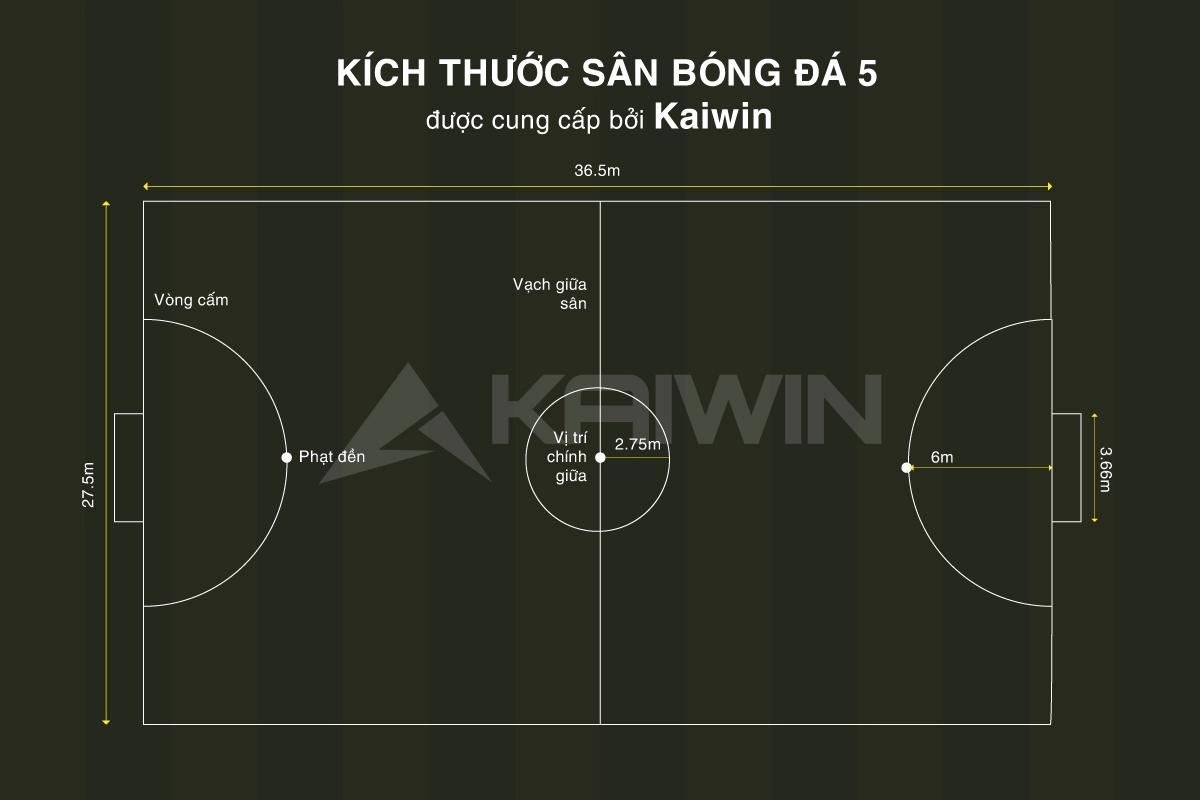 KÍCH THƯỚC SÂN BÓNG ĐÁ 5
được cung cấp bởi Kaiwin
36.5m
Vạch giữa
sân
Vòng cấm
KAIWIN
Vị trí
chính
giữa
2.75m
Phạt đền
6m
3.66m
27.5m